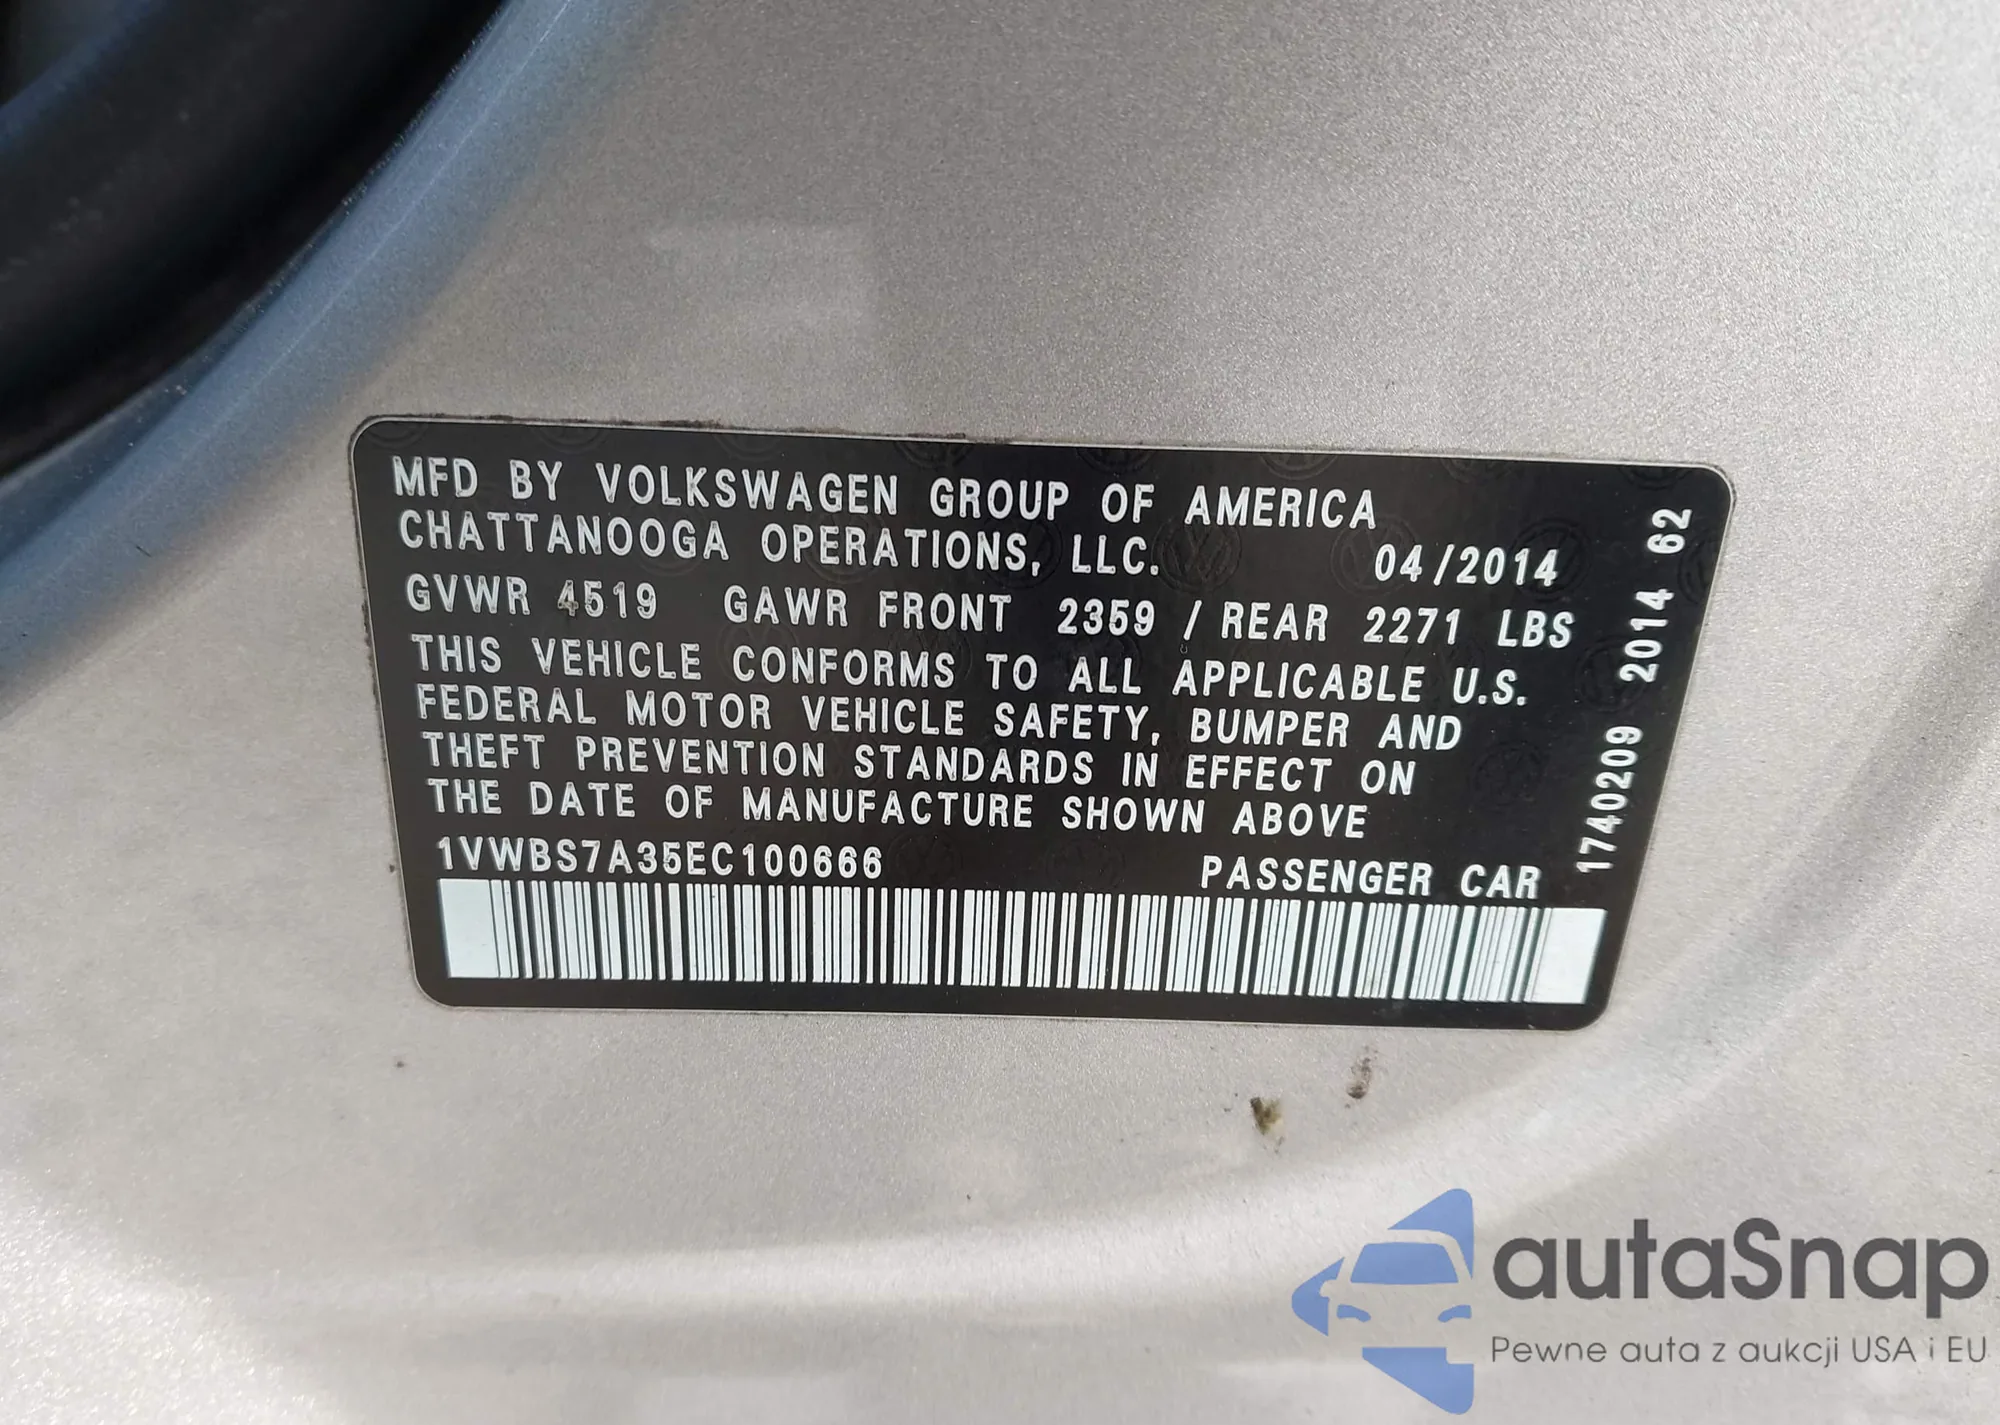 MFD BY VOLKSWAGEN GROUP OF AMERICA
CHATTANOOGA OPERATIONS, LLC. 04/2014
GVWR 4519 GAWR FRONT 2359 / REAR 2271 LBS
THIS VEHICLE CONFORMS TO ALL APPLICABLE U.S.
FEDERAL MOTOR VEHICLE SAFETY, BUMPER AND
THEFT PREVENTION STANDARDS IN EFFECT ON
THE DATE OF MANUFACTURE SHOWN ABOVE
1VWBS7A35EC100666 PASSENGER CAR
1740209 2014 62
autaSnap
Pewne auta z aukcji USA i EU